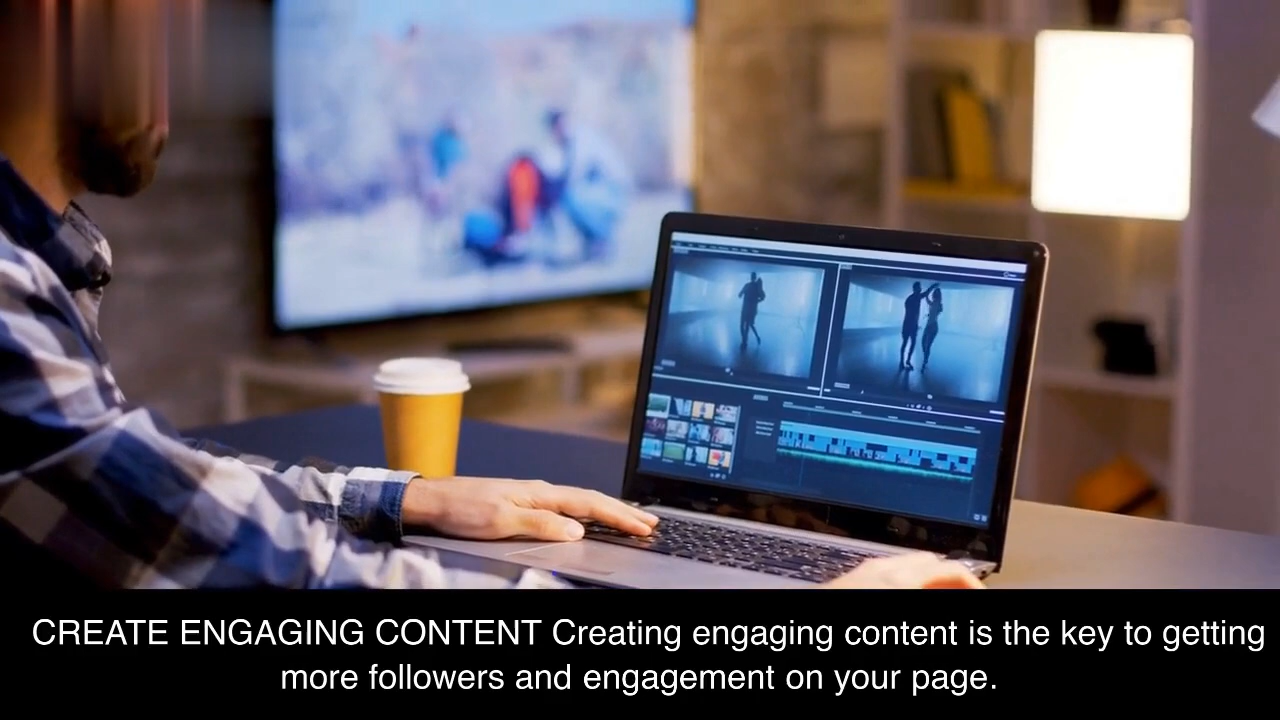 CREATE ENGAGING CONTENT Creating engaging content is the key to getting
more followers and engagement on your page.